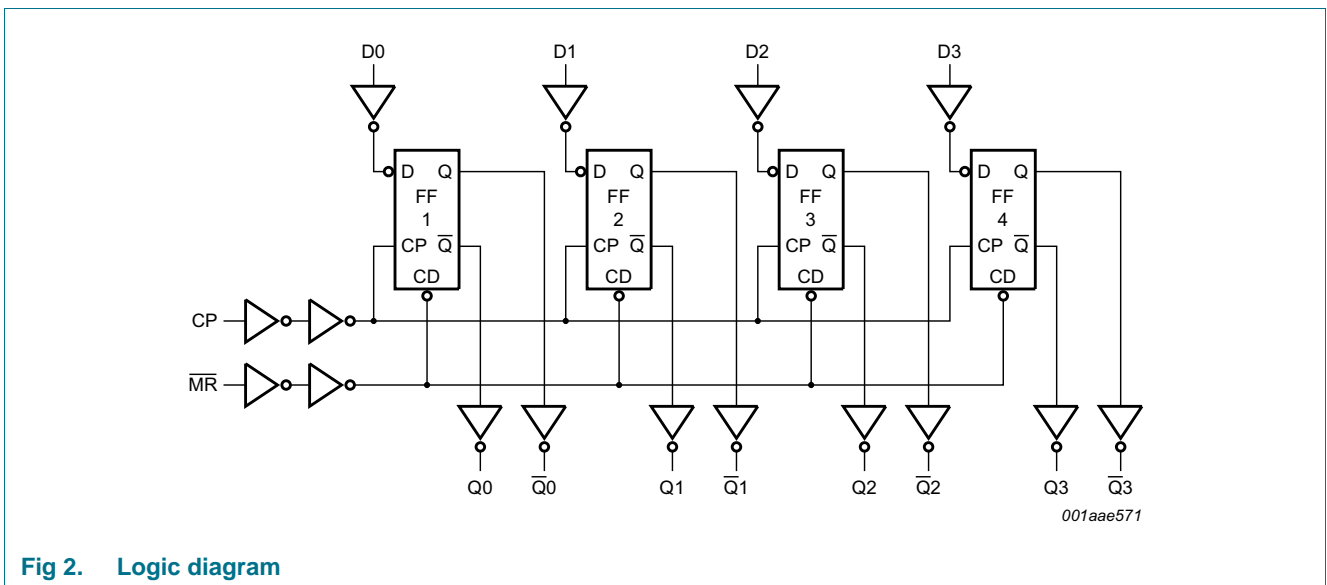 D0 D1 D2 D3
D Q D Q D Q D Q
FF FF FF FF
1 2 3 4
CP Q̅ CP Q̅ CP Q̅ CP Q̅
CD CD CD CD
CP
M̅R̅
Q0 Q̅0 Q1 Q̅1 Q2 Q̅2 Q3 Q̅3
001aae571
Fig 2. Logic diagram